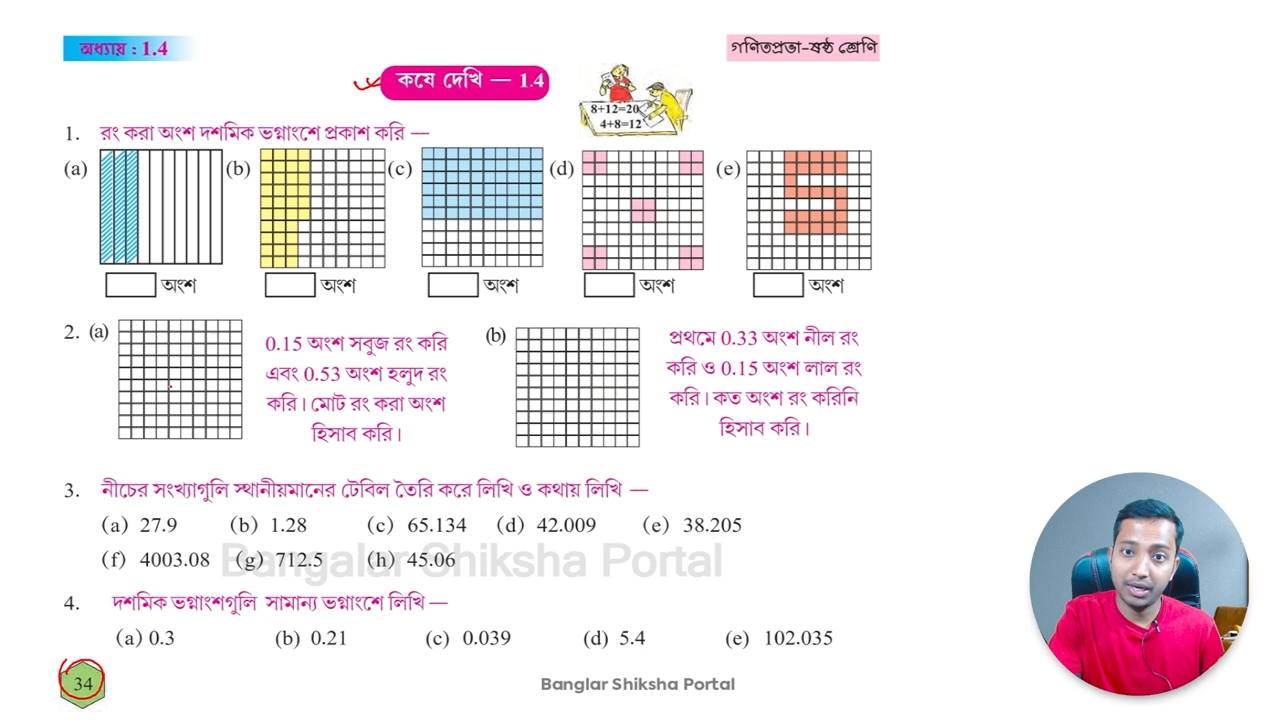 অধ্যায় : 1.4
গণিতপ্রভা-ষষ্ঠ শ্রেণি
কষে দেখি — 1.4
8+12=20
4+8=12
1. রং করা অংশ দশমিক ভগ্নাংশে প্রকাশ করি —
(a) (b) (c) (d) (e)
অংশ অংশ অংশ অংশ অংশ
2. (a)
0.15 অংশ সবুজ রং করি
এবং 0.53 অংশ হলুদ রং
করি। মোট রং করা অংশ
হিসাব করি।
(b)
প্রথমে 0.33 অংশ নীল রং
করি ও 0.15 অংশ লাল রং
করি। কত অংশ রং করিনি
হিসাব করি।
3. নীচের সংখ্যাগুলি স্থানীয়মানের টেবিল তৈরি করে লিখি ও কথায় লিখি —
(a) 27.9 (b) 1.28 (c) 65.134 (d) 42.009 (e) 38.205
(f) 4003.08 (g) 712.5 (h) 45.06
Bangalar Shiksha Portal
4. দশমিক ভগ্নাংশগুলি সামান্য ভগ্নাংশে লিখি —
(a) 0.3 (b) 0.21 (c) 0.039 (d) 5.4 (e) 102.035
34
Banglar Shiksha Portal